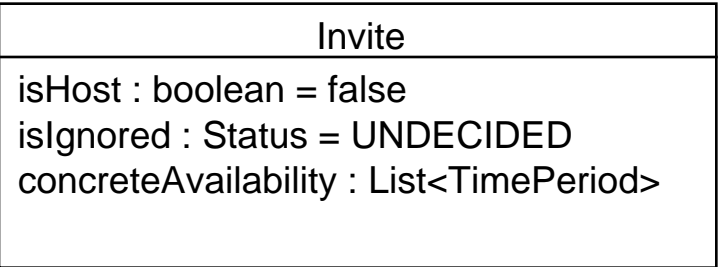 Invite
isHost : boolean = false
isIgnored : Status = UNDECIDED
concreteAvailability : List<TimePeriod>